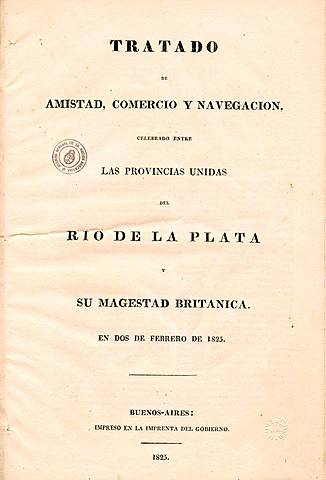 TRATADO
DE
AMISTAD, COMERCIO Y NAVEGACION,
CELEBRADO ENTRE
LAS PROVINCIAS UNIDAS
DEL
RIO DE LA PLATA
Y
SU MAGESTAD BRITANICA.
EN DOS DE FEBRERO DE 1825.
BUENOS-AIRES:
IMPRESO EN LA IMPRENTA DEL GOBIERNO.
1825.